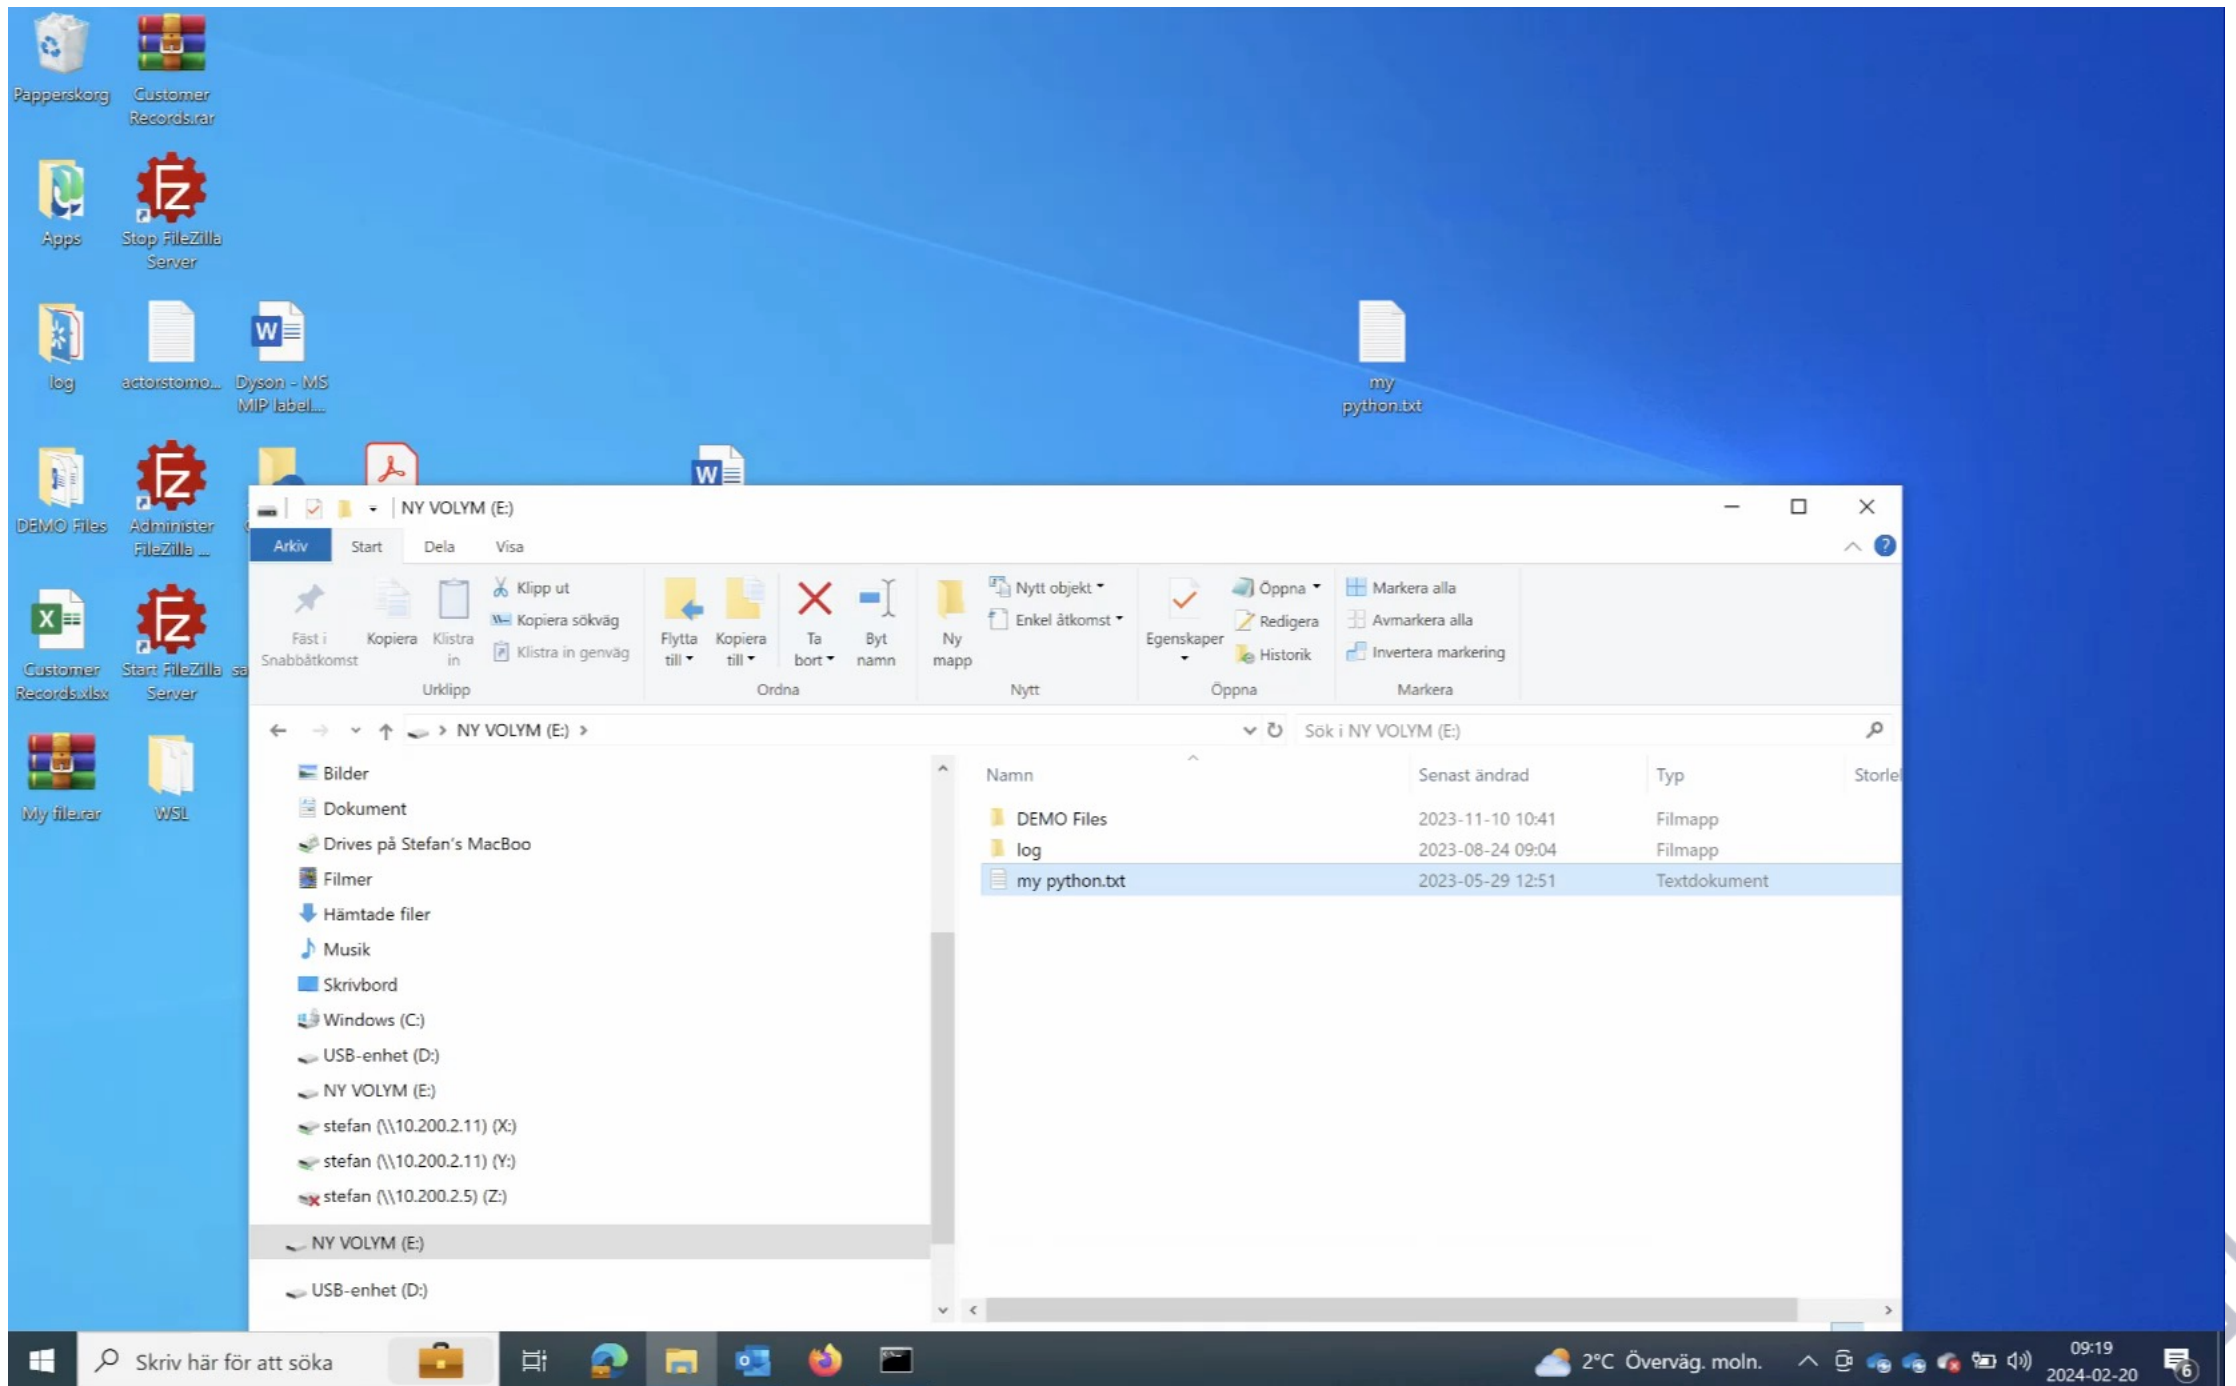 Papperskorg
Customer
Records.rar
Apps
Stop FileZilla
Server
log
actorstomo...
Dyson - MS
MIP label....
my
python.txt
DEMO Files
Administer
FileZilla ...
Customer
Records.xlsx
Start FileZilla
Server
sa
My file.rar
WSL
NY VOLYM (E:)
Arkiv
Start
Dela
Visa
Fäst i
Snabbåtkomst
Kopiera
Klistra
in
Klipp ut
Kopiera sökväg
Klistra in genväg
Urklipp
Flytta
till
Kopiera
till
Ta
bort
Byt
namn
Ordna
Ny
mapp
Nytt objekt
Enkel åtkomst
Nytt
Egenskaper
Öppna
Redigera
Historik
Öppna
Markera alla
Avmarkera alla
Invertera markering
Markera
NY VOLYM (E:)
Sök i NY VOLYM (E:)
Bilder
Dokument
Drives på Stefan's MacBoo
Filmer
Hämtade filer
Musik
Skrivbord
Windows (C:)
USB-enhet (D:)
NY VOLYM (E:)
stefan (\\10.200.2.11) (X:)
stefan (\\10.200.2.11) (Y:)
stefan (\\10.200.2.5) (Z:)
NY VOLYM (E:)
USB-enhet (D:)
Namn Senast ändrad Typ Storle
DEMO Files 2023-11-10 10:41 Filmapp
log 2023-08-24 09:04 Filmapp
my python.txt 2023-05-29 12:51 Textdokument
Skriv här för att söka
2°C Överväg. moln.
09:19
2024-02-20
6